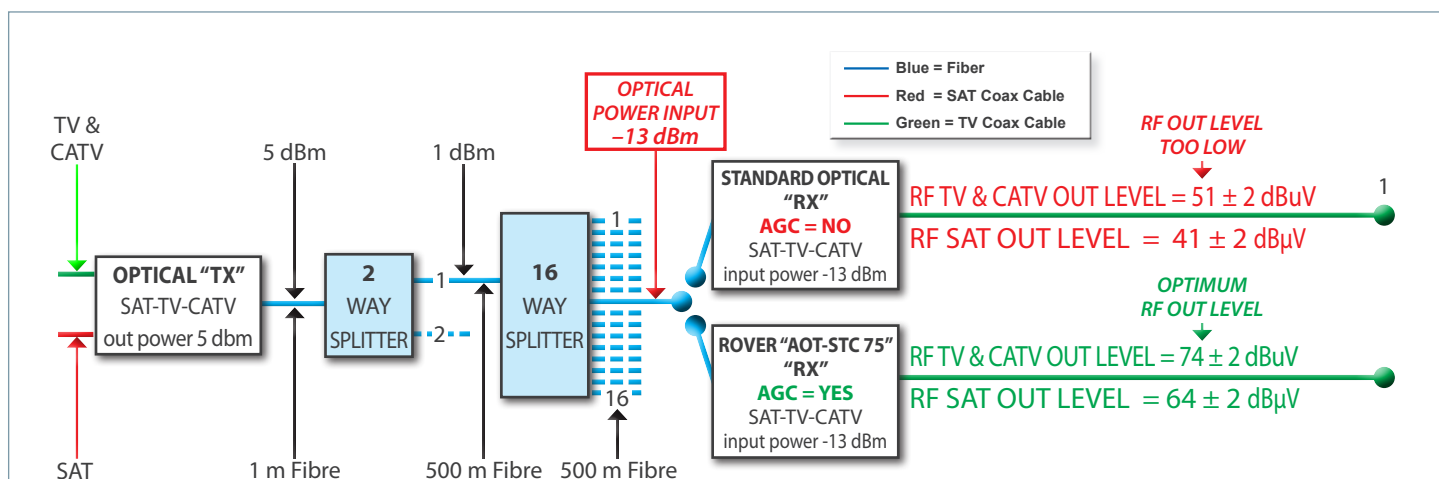 Blue = Fiber
Red = SAT Coax Cable
Green = TV Coax Cable
OPTICAL
POWER INPUT
–13 dBm
RF OUT LEVEL
TOO LOW
TV &
CATV
5 dBm
1 dBm
STANDARD OPTICAL
“RX”
AGC = NO
SAT-TV-CATV
input power -13 dBm
RF TV & CATV OUT LEVEL = 51 ± 2 dBuV
RF SAT OUT LEVEL = 41 ± 2 dBµV
1
OPTICAL “TX”
SAT-TV-CATV
out power 5 dbm
2
WAY
SPLITTER
1
2
16
WAY
SPLITTER
1
16
OPTIMUM
RF OUT LEVEL
ROVER “AOT-STC 75”
“RX”
AGC = YES
SAT-TV-CATV
input power -13 dBm
RF TV & CATV OUT LEVEL = 74 ± 2 dBuV
RF SAT OUT LEVEL = 64 ± 2 dBµV
SAT
1 m Fibre
500 m Fibre
500 m Fibre